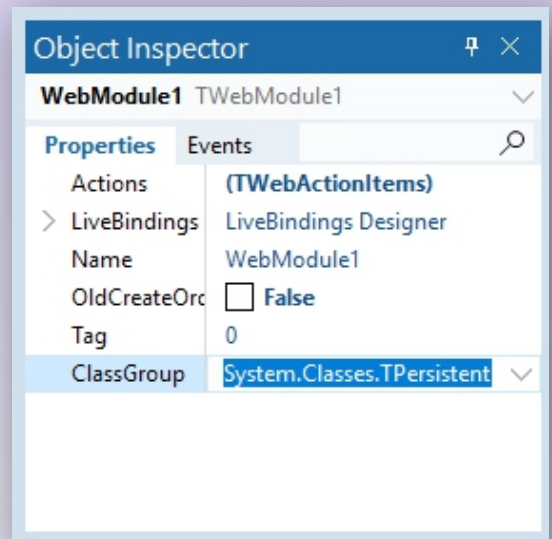 Object Inspector
WebModule1 TWebModule1
Properties Events
Actions (TWebActionItems)
LiveBindings LiveBindings Designer
Name WebModule1
OldCreateOrd False
Tag 0
ClassGroup System.Classes.TPersistent